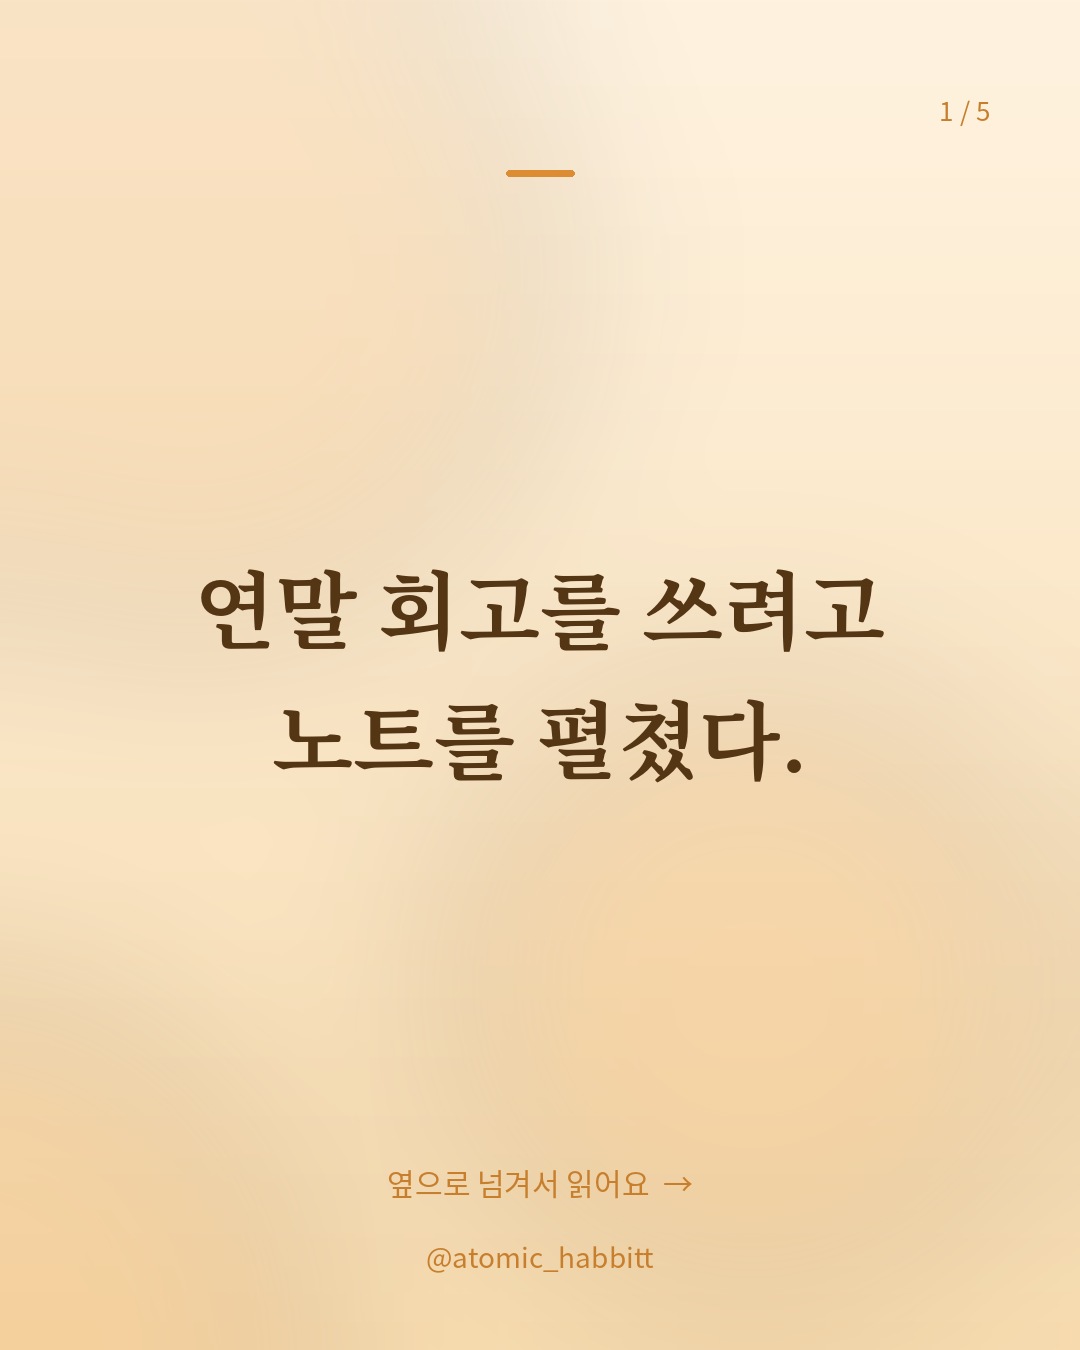 1 / 5
연말 회고를 쓰려고
노트를 펼쳤다.
옆으로 넘겨서 읽어요 →
@atomic_habbitt